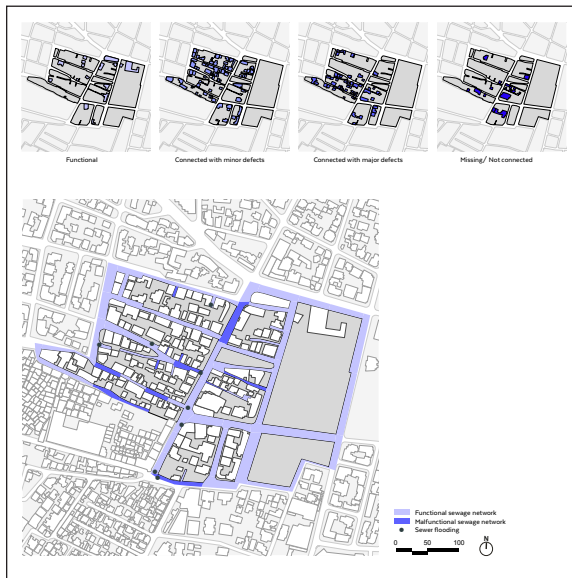 Functional
Connected with minor defects
Connected with major defects
Missing/ Not connected
Functional sewage network
Malfunctional sewage network
Sewer flooding
0 50 100
N